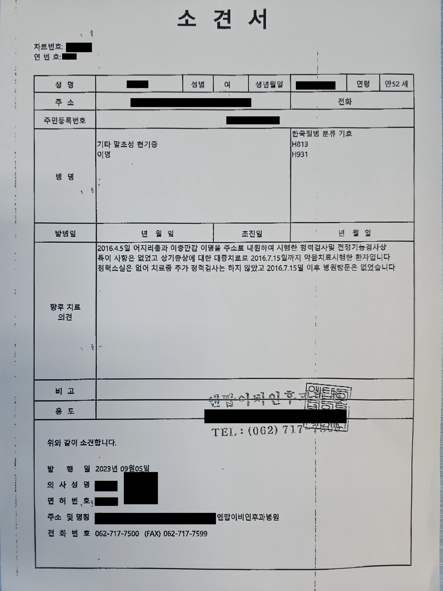 소 견 서
차트번호:
연 번 호:
성 명 성별 여 생년월일 연령 만52 세
주 소 전화
주민등록번호
병 명
기타 말초성 현기증
이명
한국질병 분류 기호
H813
H931
발병일 년 월 일 초진일 년 월 일
향후 치료
의견
2016.4.5일 어지러움과 이충만감 이명을 주소로 내원하여 시행한 청력검사및 전정기능검사상
특이 사항은 없었고 상기증상에 대한 대증치료로 2016.7.15일까지 약물치료시행한 환자입니다
청력소실은 없어 치료중 추가 청력검사는 하지 않았고 2016.7.15일 이후 병원방문은 없었습니다
비 고
이비인후과
용 도
TEL : (062) 717-7500
위와 같이 소견합니다.
발 행 일 2023년 09월05일
의 사 성 명
면 허 번 호
주소 및 명칭 연합이비인후과병원
전 화 번 호 062-717-7500 (FAX) 062-717-7599